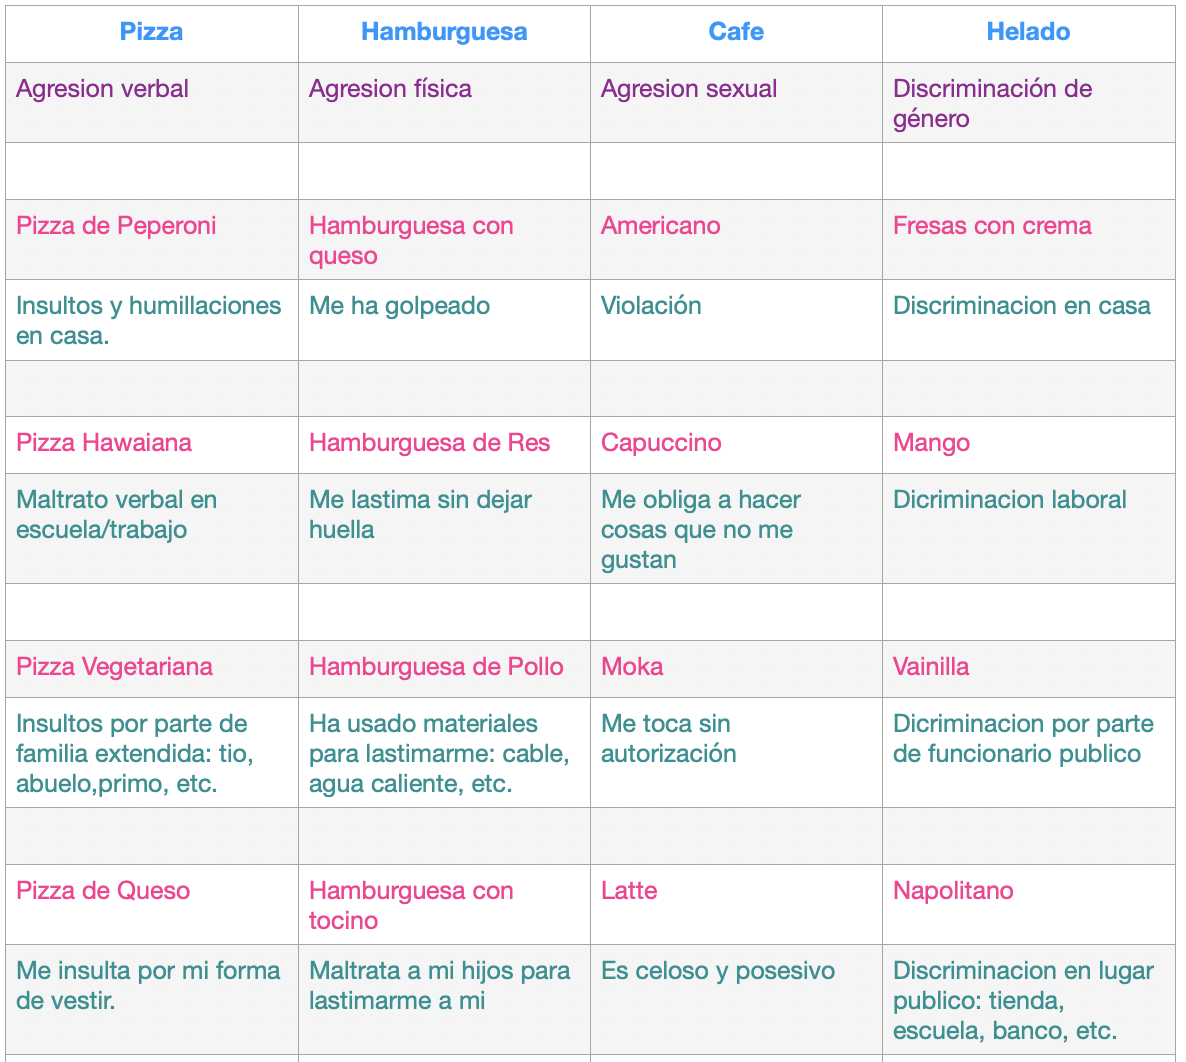 Pizza
Hamburguesa
Cafe
Helado
Agresion verbal
Agresion física
Agresion sexual
Discriminación de
género
Pizza de Peperoni
Hamburguesa con
queso
Americano
Fresas con crema
Insultos y humillaciones
en casa.
Me ha golpeado
Violación
Discriminacion en casa
Pizza Hawaiana
Hamburguesa de Res
Capuccino
Mango
Maltrato verbal en
escuela/trabajo
Me lastima sin dejar
huella
Me obliga a hacer
cosas que no me
gustan
Dicriminacion laboral
Pizza Vegetariana
Hamburguesa de Pollo
Moka
Vainilla
Insultos por parte de
familia extendida: tio,
abuelo,primo, etc.
Ha usado materiales
para lastimarme: cable,
agua caliente, etc.
Me toca sin
autorización
Dicriminacion por parte
de funcionario publico
Pizza de Queso
Hamburguesa con
tocino
Latte
Napolitano
Me insulta por mi forma
de vestir.
Maltrata a mi hijos para
lastimarme a mi
Es celoso y posesivo
Discriminacion en lugar
publico: tienda,
escuela, banco, etc.